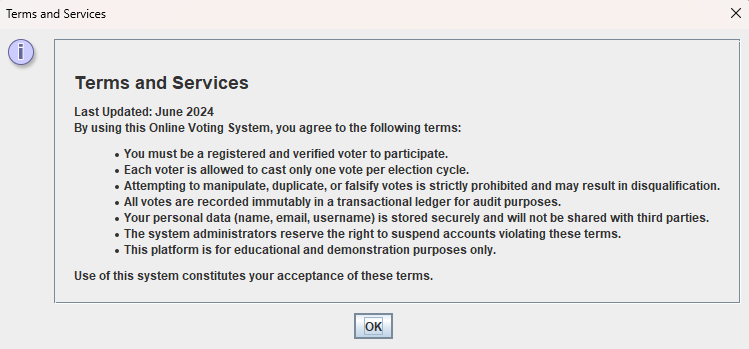 Terms and Services
Terms and Services
Last Updated: June 2024
By using this Online Voting System, you agree to the following terms:
• You must be a registered and verified voter to participate.
• Each voter is allowed to cast only one vote per election cycle.
• Attempting to manipulate, duplicate, or falsify votes is strictly prohibited and may result in disqualification.
• All votes are recorded immutably in a transactional ledger for audit purposes.
• Your personal data (name, email, username) is stored securely and will not be shared with third parties.
• The system administrators reserve the right to suspend accounts violating these terms.
• This platform is for educational and demonstration purposes only.
Use of this system constitutes your acceptance of these terms.
OK